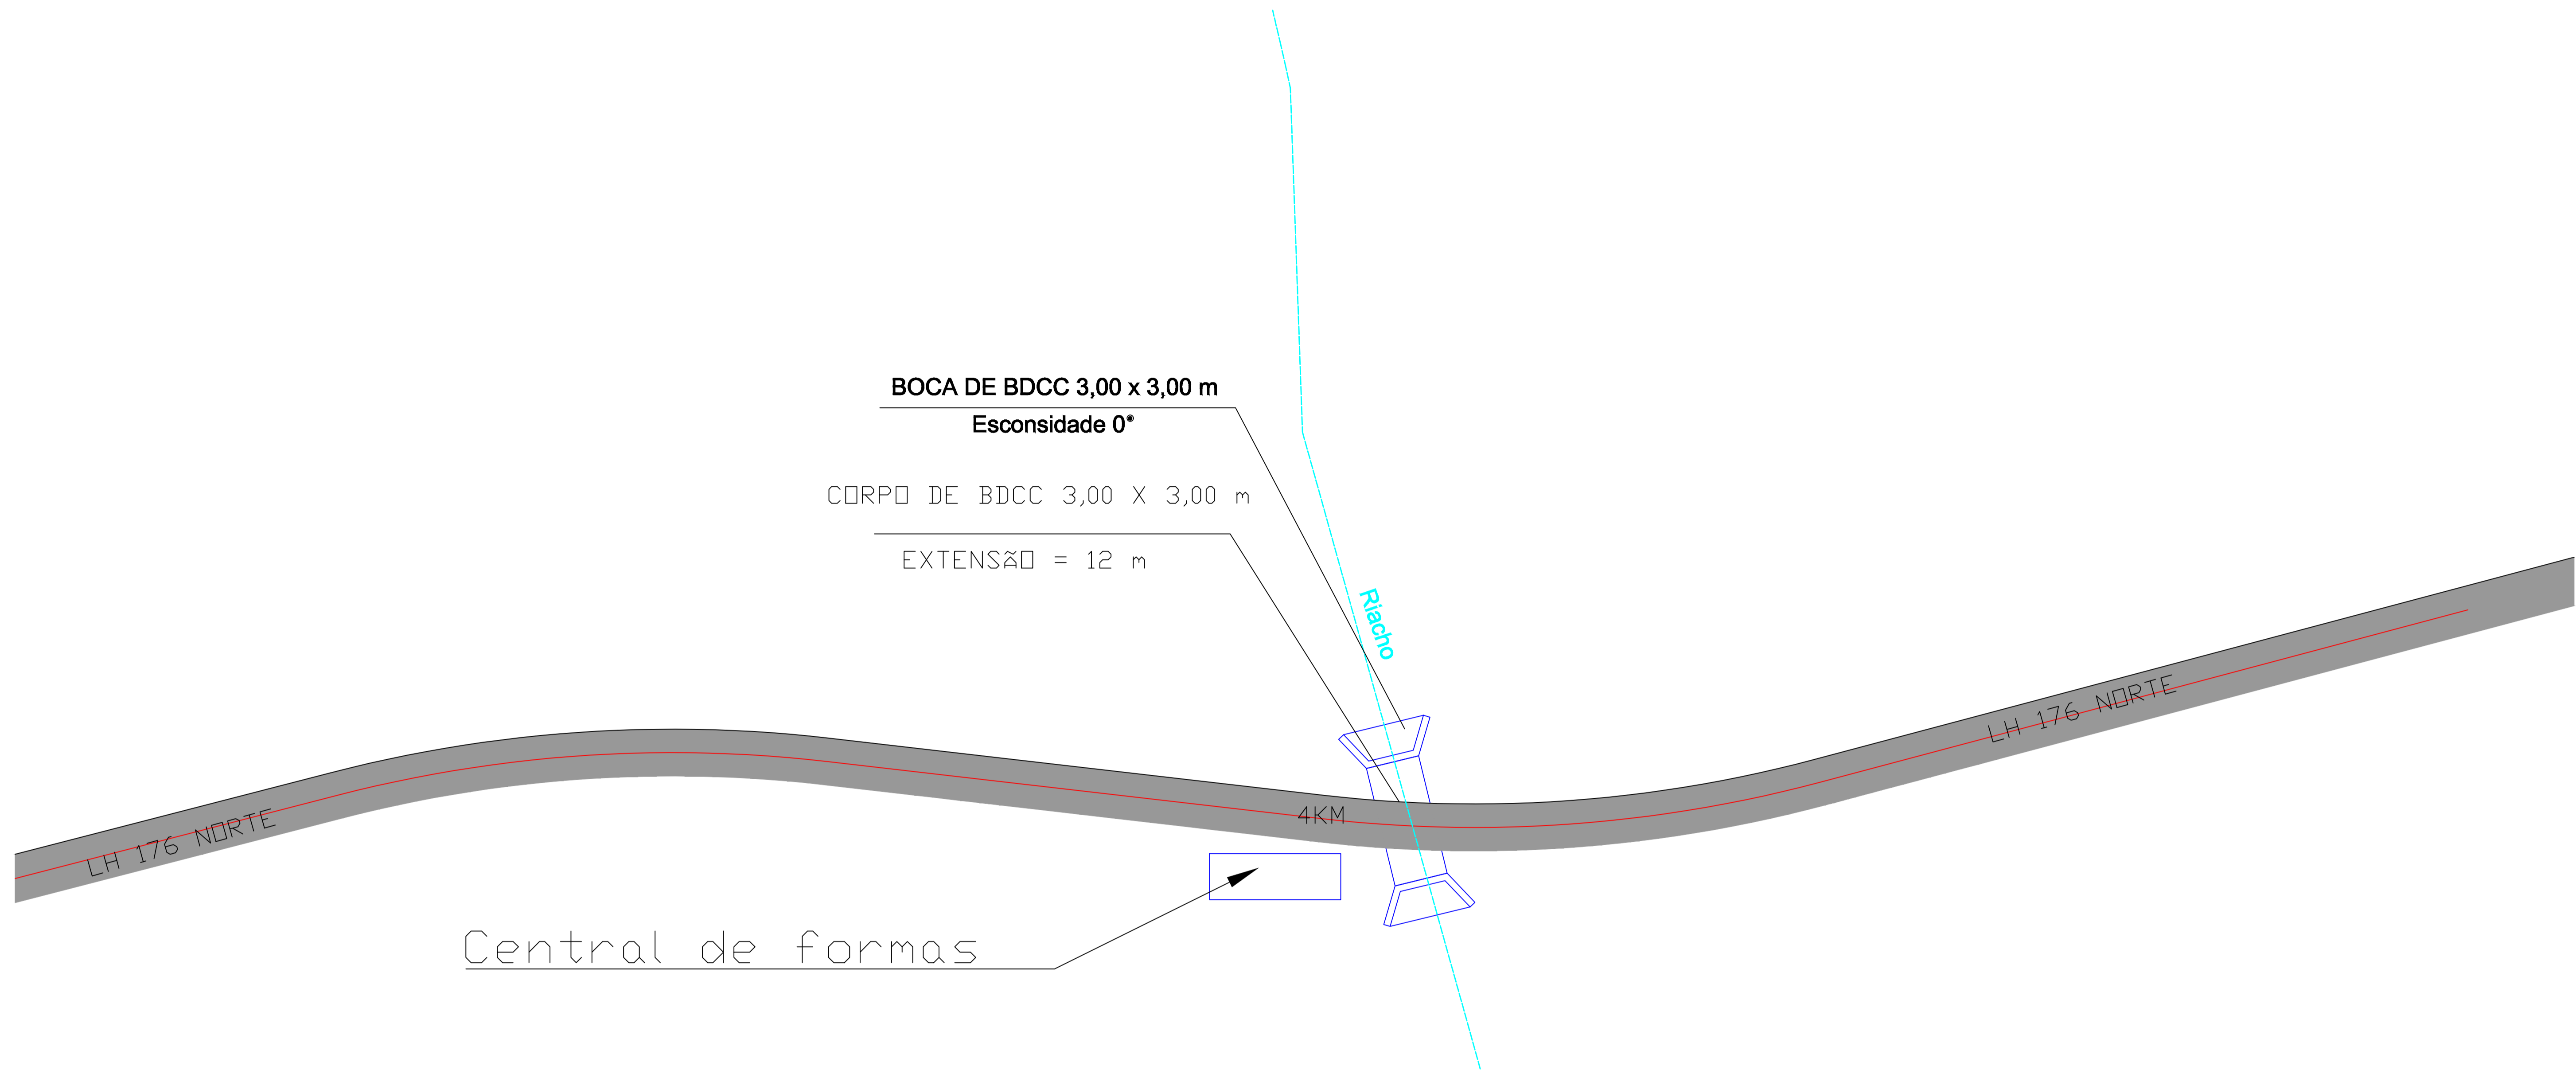 BOCA DE BDCC 3,00 x 3,00 m
Esconsidade 0°
CORPO DE BDCC 3,00 X 3,00 m
EXTENSÃO = 12 m
Riacho
LH 176 NORTE
4KM
LH 176 NORTE
Central de formas